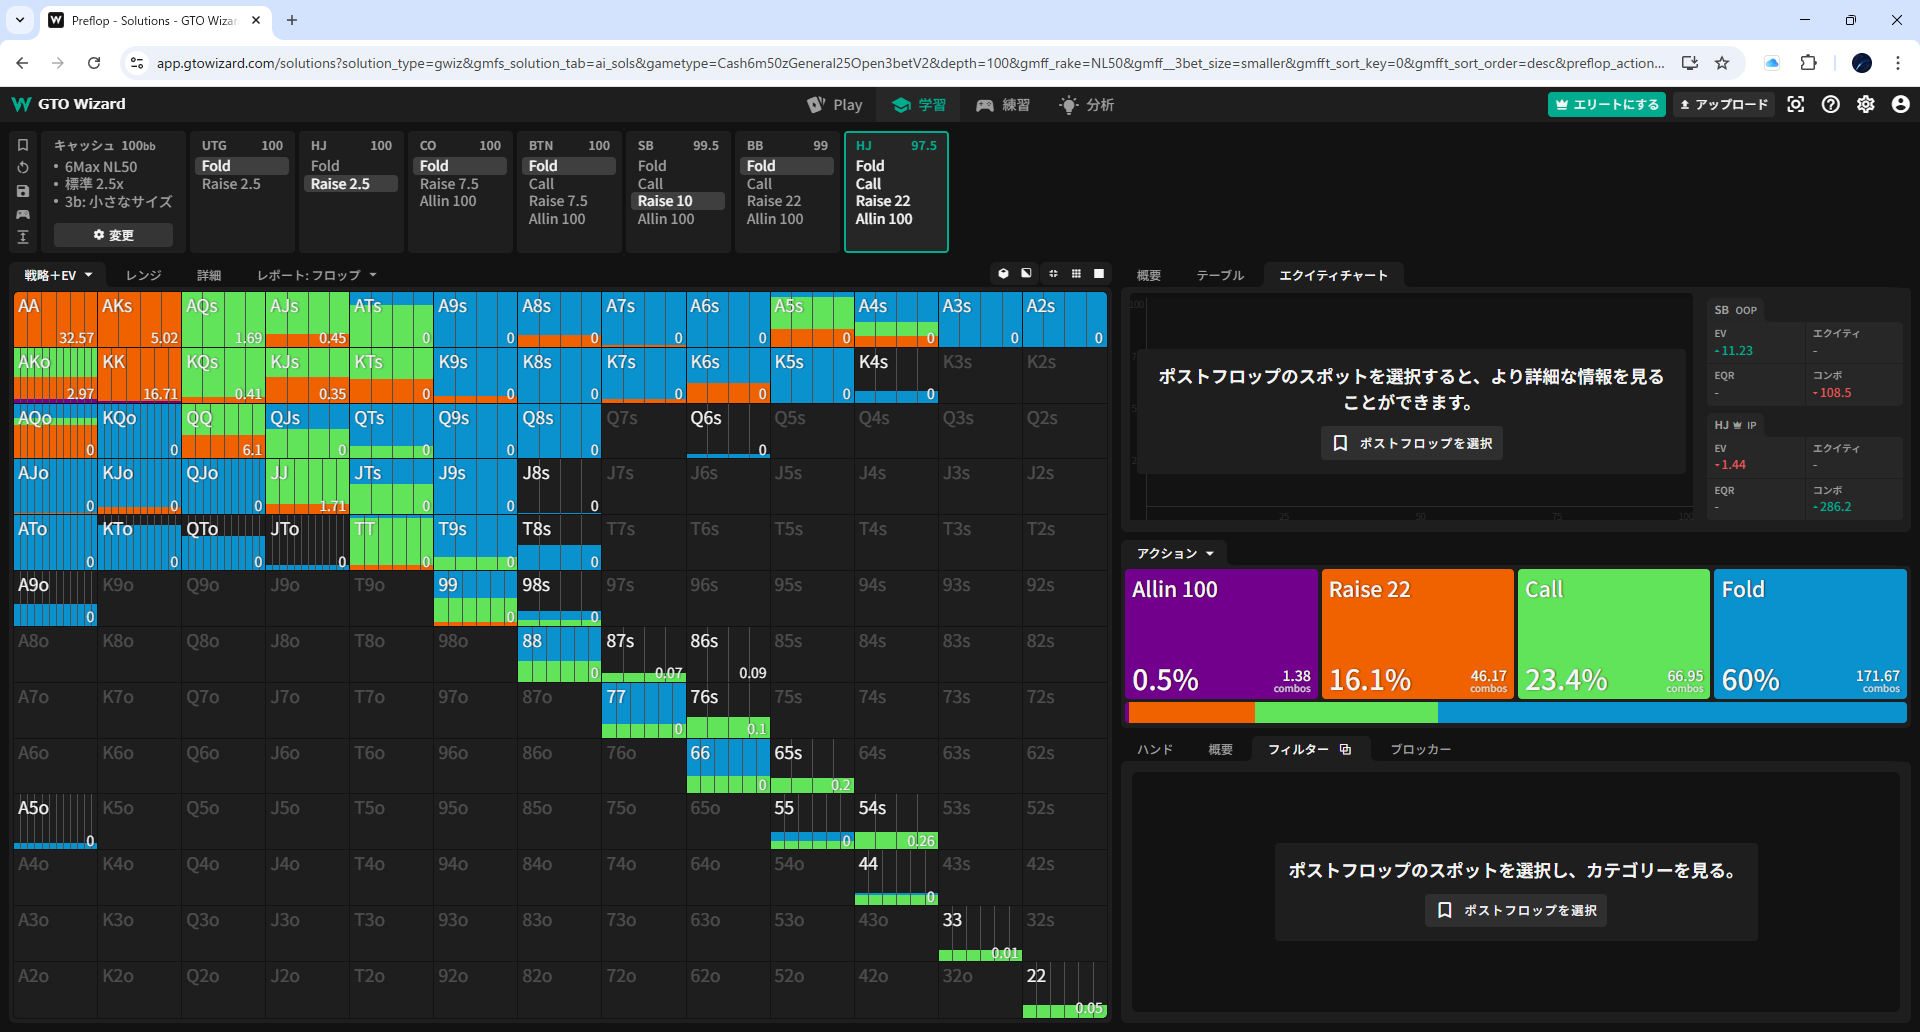 Preflop - Solutions - GTO Wizar
app.gtowizard.com/solutions?solution_type=gwiz&gmfs_solution_tab=ai_sols&gametype=Cash6m50zGeneral25Open3betV2&depth=100&gmff_rake=NL50&gmff__3bet_size=smaller&gmfft_sort_key=0&gmfft_sort_order=desc&preflop_action...
GTO Wizard
Play 学習 練習 分析
エリートにする アップロード
キャッシュ 100bb
• 6Max NL50
• 標準 2.5x
• 3b: 小さなサイズ
変更
UTG 100
Fold
Raise 2.5
HJ 100
Fold
Raise 2.5
CO 100
Fold
Raise 7.5
Allin 100
BTN 100
Fold
Call
Raise 7.5
Allin 100
SB 99.5
Fold
Call
Raise 10
Allin 100
BB 99
Fold
Call
Raise 22
Allin 100
HJ 97.5
Fold
Call
Raise 22
Allin 100
戦略+EV レンジ 詳細 レポート: フロップ
AA AKs AQs AJs ATs A9s A8s A7s A6s A5s A4s A3s A2s
32.57 5.02 1.69 0.45 0 0 0 0 0 0 0 0 0
AKo KK KQs KJs KTs K9s K8s K7s K6s K5s K4s K3s K2s
2.97 16.71 0.41 0.35 0 0 0 0 0 0 0
AQo KQo QQ QJs QTs Q9s Q8s Q7s Q6s Q5s Q4s Q3s Q2s
0 0 6.1 0 0 0 0 0
AJo KJo QJo JJ JTs J9s J8s J7s J6s J5s J4s J3s J2s
0 0 0 1.71 0 0 0
ATo KTo QTo JTo TT T9s T8s T7s T6s T5s T4s T3s T2s
0 0 0 0 0 0 0
A9o K9o Q9o J9o T9o 99 98s 97s 96s 95s 94s 93s 92s
0 0 0
A8o K8o Q8o J8o T8o 98o 88 87s 86s 85s 84s 83s 82s
0 0.07 0.09
A7o K7o Q7o J7o T7o 97o 87o 77 76s 75s 74s 73s 72s
0 0.1
A6o K6o Q6o J6o T6o 96o 86o 76o 66 65s 64s 63s 62s
0 0.2
A5o K5o Q5o J5o T5o 95o 85o 75o 65o 55 54s 53s 52s
0 0 0.26
A4o K4o Q4o J4o T4o 94o 84o 74o 64o 54o 44 43s 42s
0
A3o K3o Q3o J3o T3o 93o 83o 73o 63o 53o 43o 33 32s
0.01
A2o K2o Q2o J2o T2o 92o 82o 72o 62o 52o 42o 32o 22
0.05
概要 テーブル エクイティチャート
100
ポストフロップのスポットを選択すると、より詳細な情報を見る
ことができます。
ポストフロップを選択
25 50 75 100
SB OOP
EV エクイティ
-11.23 -
EQR コンボ
- -108.5
HJ IP
EV エクイティ
-1.44 -
EQR コンボ
- -286.2
アクション
Allin 100 Raise 22 Call Fold
0.5% 1.38 combos 16.1% 46.17 combos 23.4% 66.95 combos 60% 171.67 combos
ハンド 概要 フィルター ブロッカー
ポストフロップのスポットを選択し、カテゴリーを見る。
ポストフロップを選択